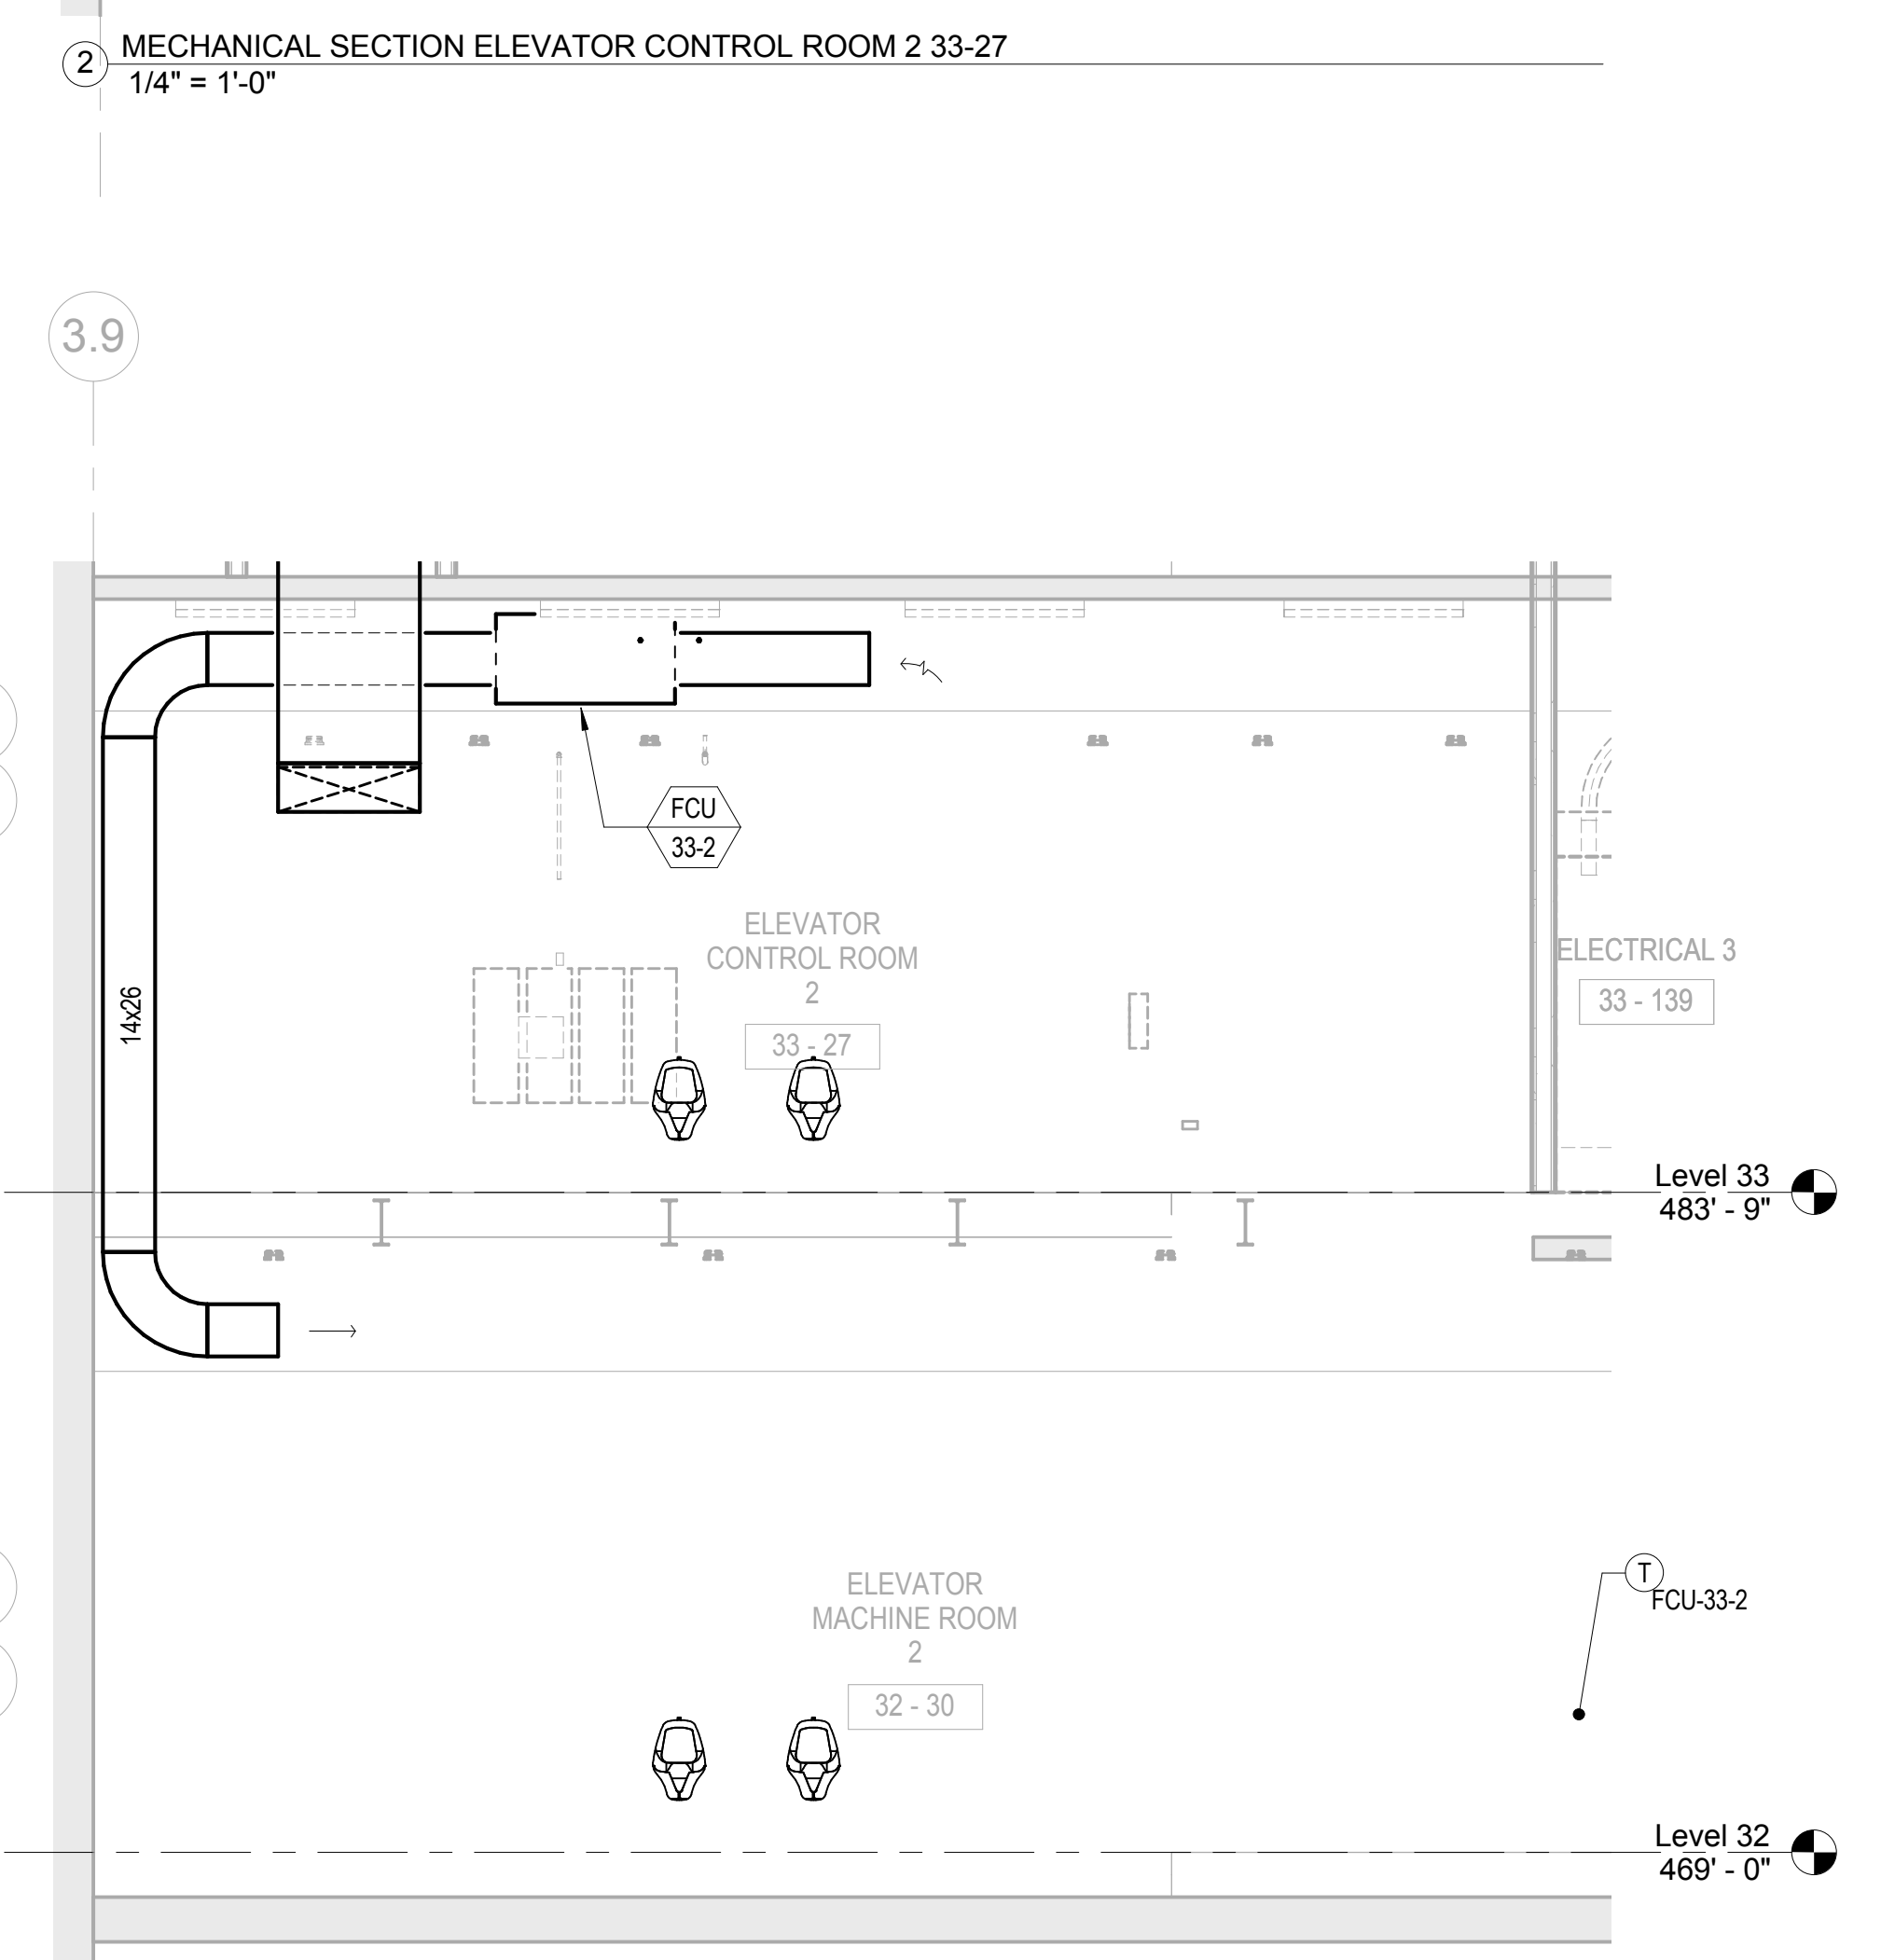 2
MECHANICAL SECTION ELEVATOR CONTROL ROOM 2 33-27
1/4" = 1'-0"
3.9
FCU
33-2
14x26
ELEVATOR
CONTROL ROOM
2
33 - 27
ELECTRICAL 3
33 - 139
Level 33
483' - 9"
ELEVATOR
MACHINE ROOM
2
32 - 30
T
FCU-33-2
Level 32
469' - 0"